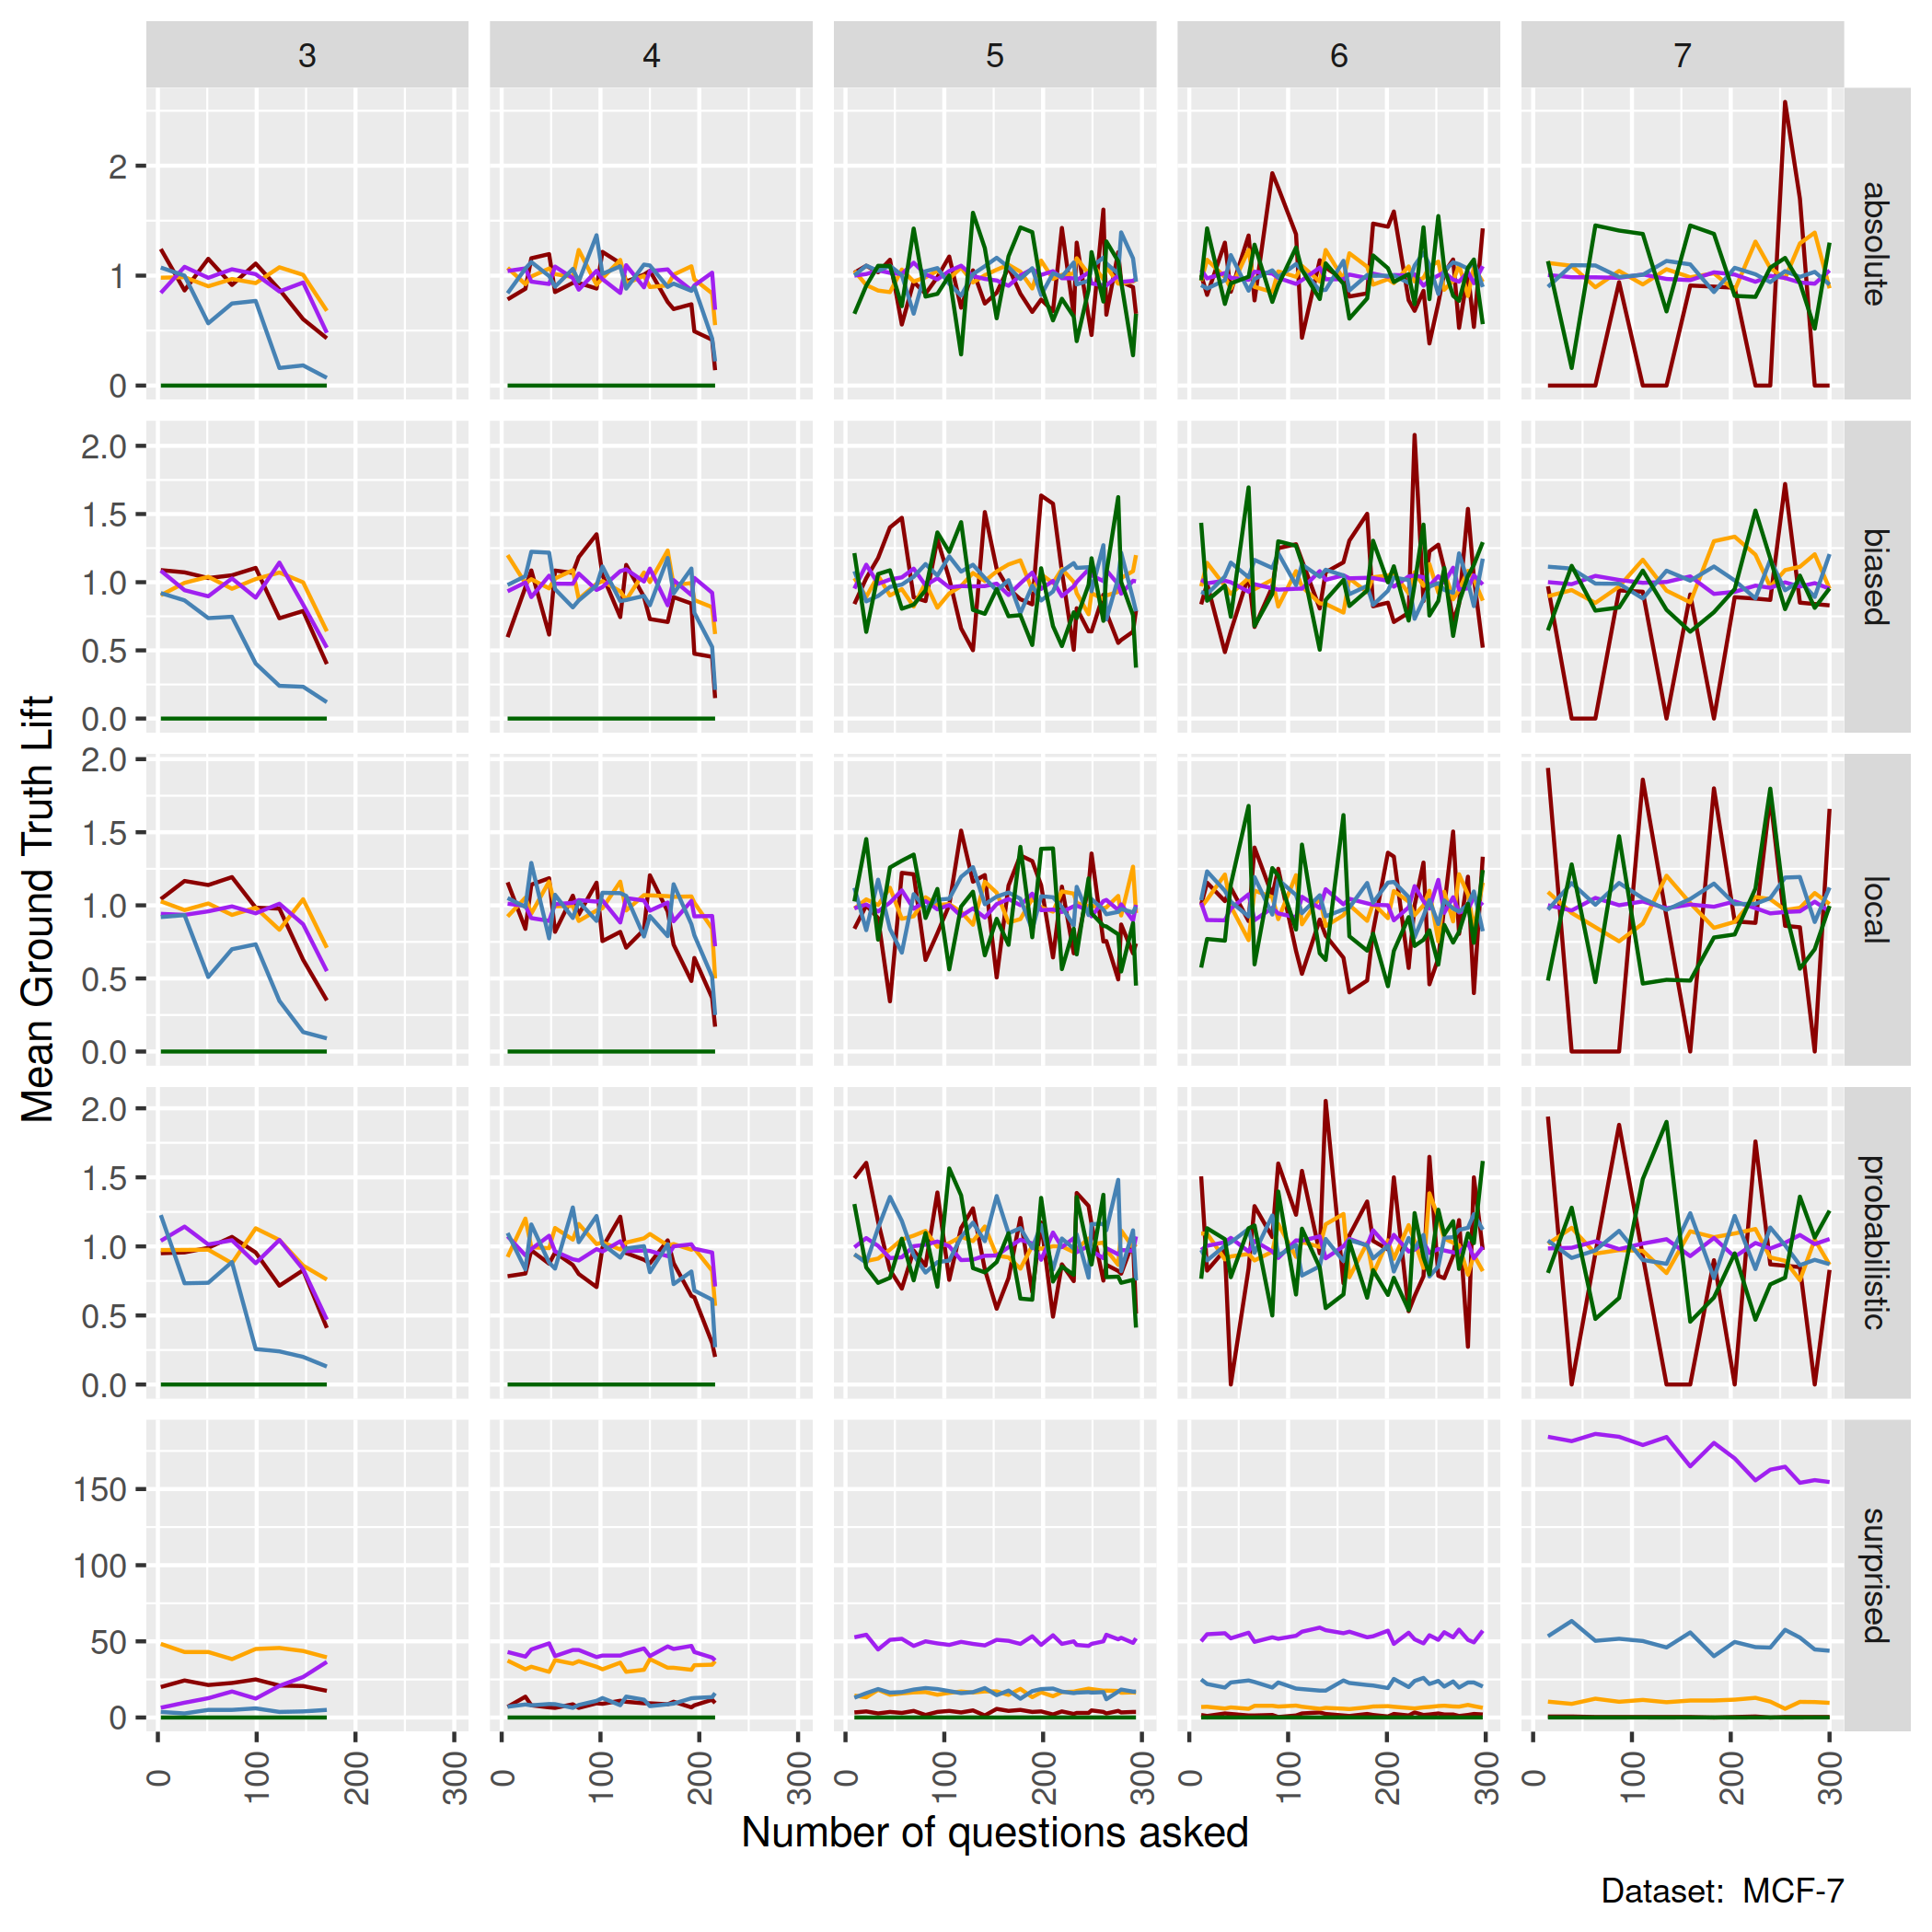 3 4 5 6 7
2
1
0
absolute
2.0
1.5
1.0
0.5
0.0
biased
2.0
1.5
1.0
0.5
0.0
local
2.0
1.5
1.0
0.5
0.0
probabilistic
150
100
50
0
surprised
Mean Ground Truth Lift
0 100 200 300 0 100 200 300 0 100 200 300 0 100 200 300 0 100 200 300
Number of questions asked
Dataset: MCF-7